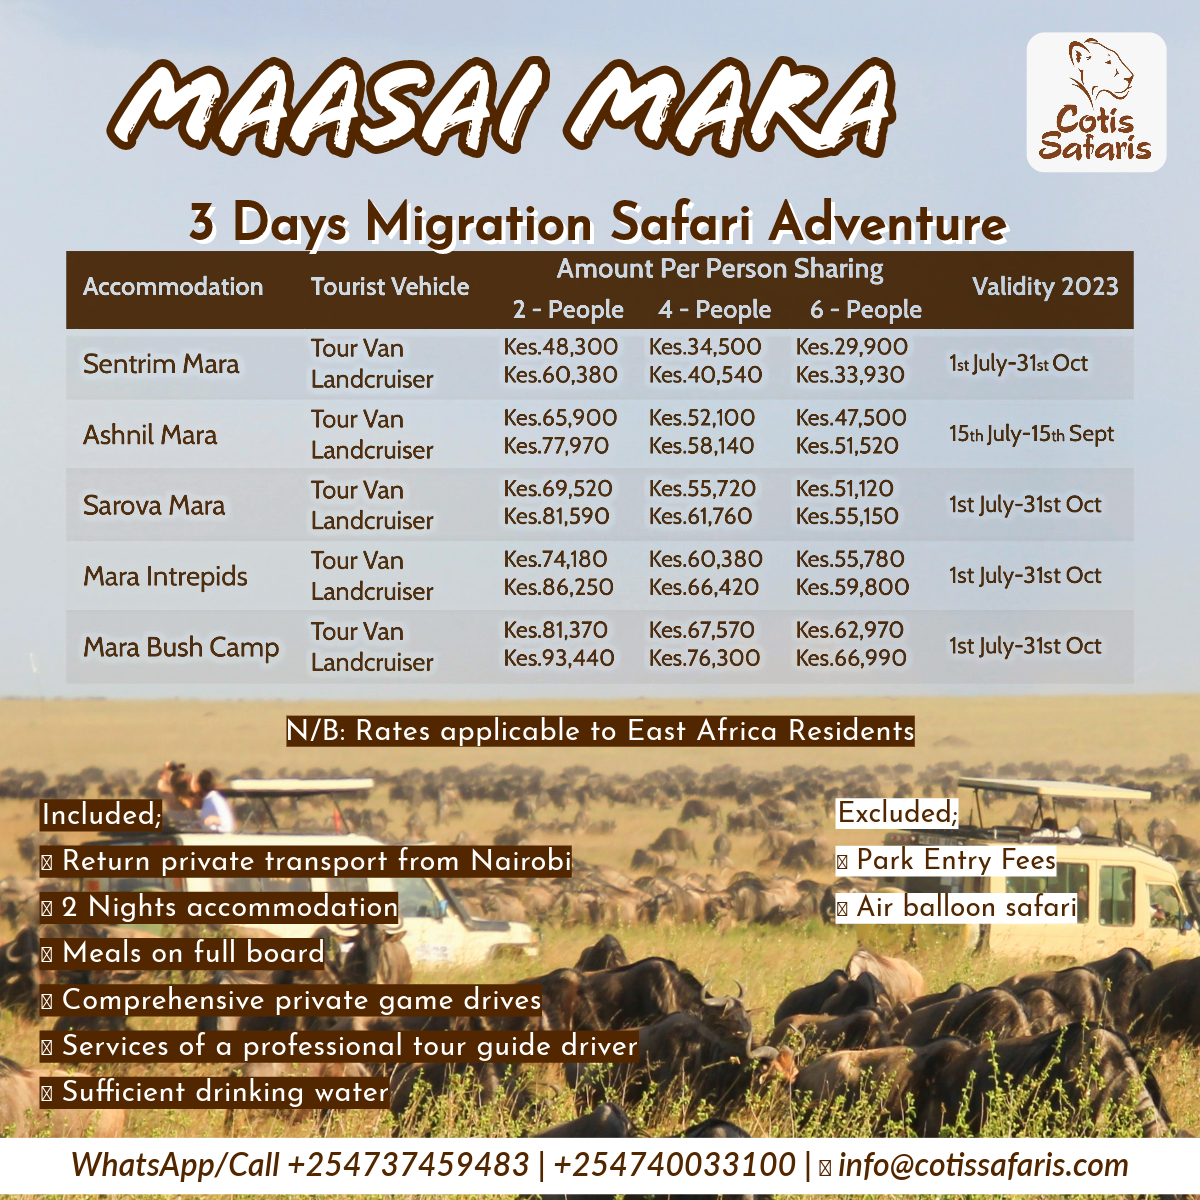 MAASAI MARA
Cotis
Safaris
3 Days Migration Safari Adventure
Accommodation Tourist Vehicle Amount Per Person Sharing Validity 2023
2 - People 4 - People 6 - People
Sentrim Mara Tour Van Kes.48,300 Kes.34,500 Kes.29,900 1st July-31st Oct
Landcruiser Kes.60,380 Kes.40,540 Kes.33,930
Ashnil Mara Tour Van Kes.65,900 Kes.52,100 Kes.47,500 15th July-15th Sept
Landcruiser Kes.77,970 Kes.58,140 Kes.51,520
Sarova Mara Tour Van Kes.69,520 Kes.55,720 Kes.51,120 1st July-31st Oct
Landcruiser Kes.81,590 Kes.61,760 Kes.55,150
Mara Intrepids Tour Van Kes.74,180 Kes.60,380 Kes.55,780 1st July-31st Oct
Landcruiser Kes.86,250 Kes.66,420 Kes.59,800
Mara Bush Camp Tour Van Kes.81,370 Kes.67,570 Kes.62,970 1st July-31st Oct
Landcruiser Kes.93,440 Kes.76,300 Kes.66,990
N/B: Rates applicable to East Africa Residents
Included;
Return private transport from Nairobi
2 Nights accommodation
Meals on full board
Comprehensive private game drives
Services of a professional tour guide driver
Sufficient drinking water
Excluded;
Park Entry Fees
Air balloon safari
WhatsApp/Call +254737459483 | +254740033100 | info@cotissafaris.com